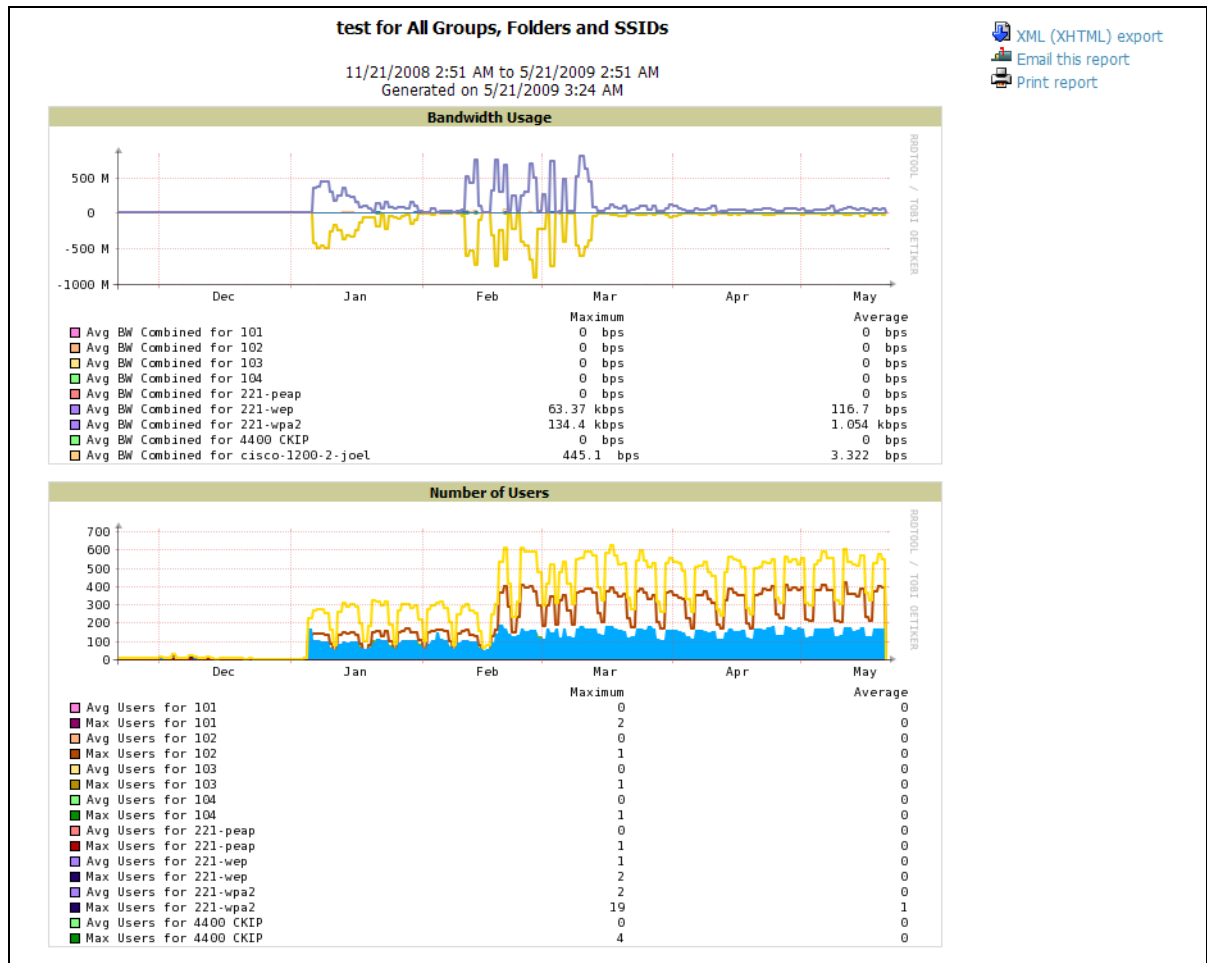 test for All Groups, Folders and SSIDs
11/21/2008 2:51 AM to 5/21/2009 2:51 AM
Generated on 5/21/2009 3:24 AM
XML (XHTML) export
Email this report
Print report
Bandwidth Usage
RRDTOOL / TOBI OETIKER
500 M
0
-500 M
-1000 M
Dec Jan Feb Mar Apr May
Maximum Average
Avg BW Combined for 101 0 bps 0 bps
Avg BW Combined for 102 0 bps 0 bps
Avg BW Combined for 103 0 bps 0 bps
Avg BW Combined for 104 0 bps 0 bps
Avg BW Combined for 221-peap 0 bps 0 bps
Avg BW Combined for 221-wep 63.37 kbps 116.7 bps
Avg BW Combined for 221-wpa2 134.4 kbps 1.054 kbps
Avg BW Combined for 4400 CKIP 0 bps 0 bps
Avg BW Combined for cisco-1200-2-joel 445.1 bps 3.322 bps
Number of Users
RRDTOOL / TOBI OETIKER
700
600
500
400
300
200
100
0
Dec Jan Feb Mar Apr May
Maximum Average
Avg Users for 101 0 0
Max Users for 101 2 0
Avg Users for 102 0 0
Max Users for 102 1 0
Avg Users for 103 0 0
Max Users for 103 1 0
Avg Users for 104 0 0
Max Users for 104 1 0
Avg Users for 221-peap 0 0
Max Users for 221-peap 1 0
Avg Users for 221-wep 1 0
Max Users for 221-wep 2 0
Avg Users for 221-wpa2 2 0
Max Users for 221-wpa2 19 1
Avg Users for 4400 CKIP 0 0
Max Users for 4400 CKIP 4 0